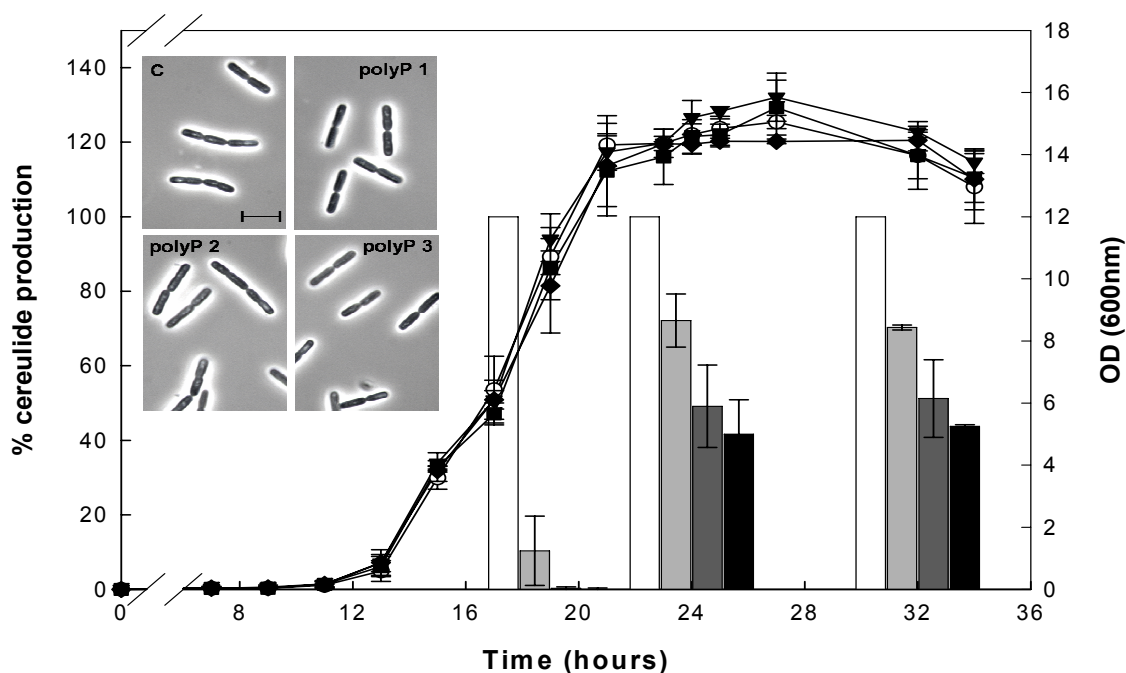 140
120
100
80
60
40
20
0
% cereulide production
C
polyP 1
polyP 2
polyP 3
18
16
14
12
10
8
6
4
2
0
OD (600nm)
0 8 12 16 20 24 28 32 36
Time (hours)